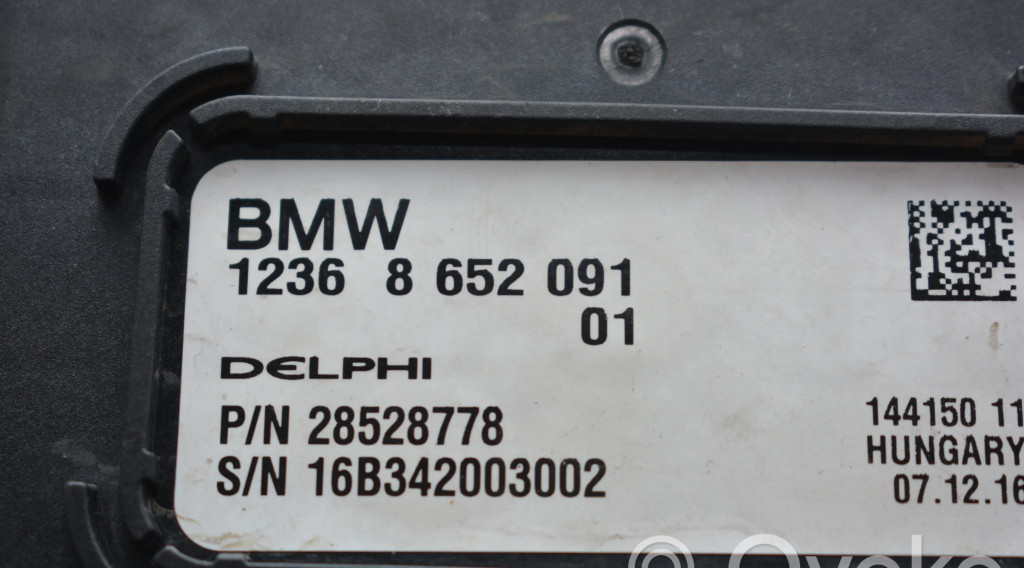 BMW
1236 8 652 091
01
DELPHI
P/N 28528778
S/N 16B342003002
144150 11
HUNGARY
07.12.16